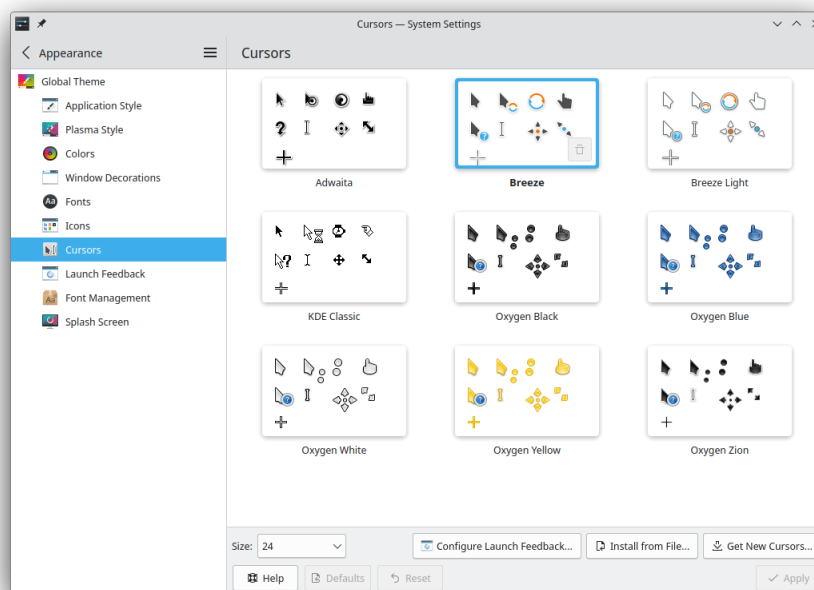 Cursors — System Settings
Appearance
Cursors
Global Theme
Application Style
Plasma Style
Colors
Window Decorations
Fonts
Icons
Cursors
Launch Feedback
Font Management
Splash Screen
Adwaita
Breeze
Breeze Light
KDE Classic
Oxygen Black
Oxygen Blue
Oxygen White
Oxygen Yellow
Oxygen Zion
Size: 24
Configure Launch Feedback...
Install from File...
Get New Cursors...
Help
Defaults
Reset
Apply